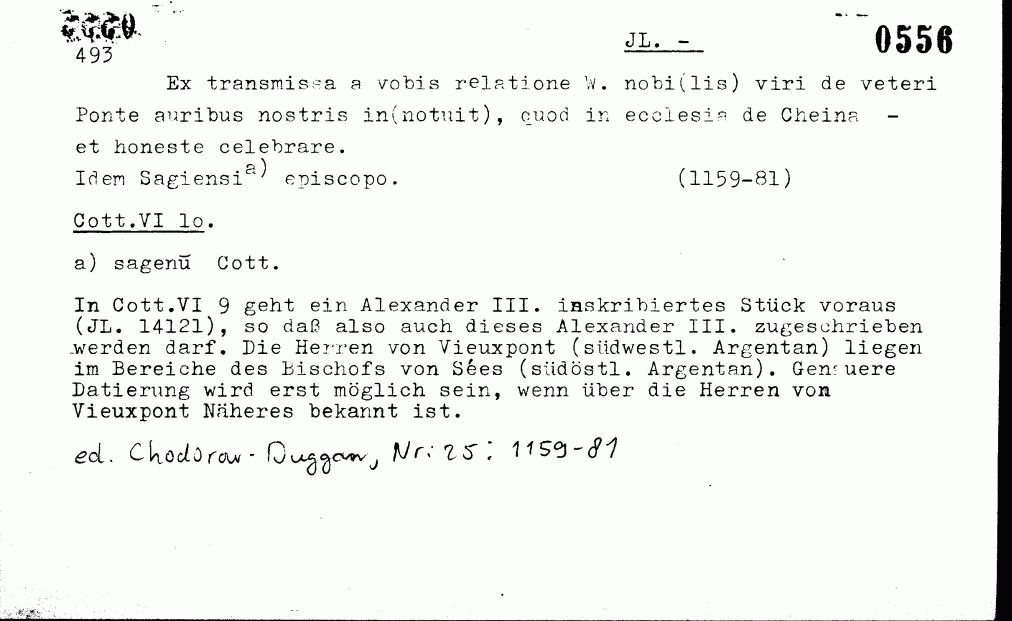 493
JL. -
0556
Ex transmissa a vobis relatione W. nobi(lis) viri de veteri
Ponte auribus nostris in(notuit), quod in ecclesia de Cheina -
et honeste celebrare.
Idem Sagiensi a) episcopo. (1159-81)
Cott.VI 10.
a) sagenū Cott.
In Cott.VI 9 geht ein Alexander III. inskribiertes Stück voraus
(JL. 14121), so daß also auch dieses Alexander III. zugeschrieben
werden darf. Die Herren von Vieuxpont (südwestl. Argentan) liegen
im Bereiche des Bischofs von Sées (südöstl. Argentan). Genauere
Datierung wird erst möglich sein, wenn über die Herren von
Vieuxpont Näheres bekannt ist.
ed. Chodorow - Duggan, Nr: 25: 1159-81